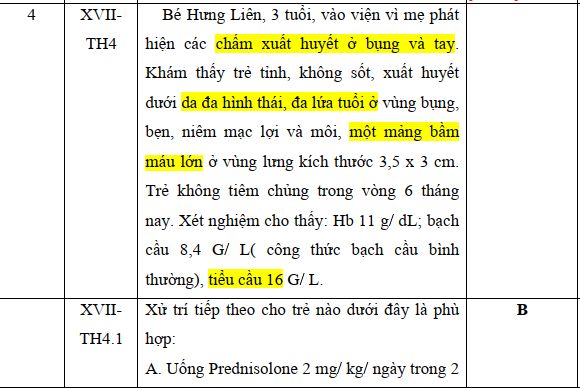 4
XVII-
TH4
Bé Hưng Liên, 3 tuổi, vào viện vì mẹ phát
hiện các chấm xuất huyết ở bụng và tay.
Khám thấy trẻ tỉnh, không sốt, xuất huyết
dưới da đa hình thái, đa lứa tuổi ở vùng bụng,
bẹn, niêm mạc lợi và môi, một mảng bầm
máu lớn ở vùng lưng kích thước 3,5 x 3 cm.
Trẻ không tiêm chủng trong vòng 6 tháng
nay. Xét nghiệm cho thấy: Hb 11 g/ dL; bạch
cầu 8,4 G/ L( công thức bạch cầu bình
thường), tiểu cầu 16 G/ L.
XVII-
TH4.1
Xử trí tiếp theo cho trẻ nào dưới đây là phù
hợp:
A. Uống Prednisolone 2 mg/ kg/ ngày trong 2
B